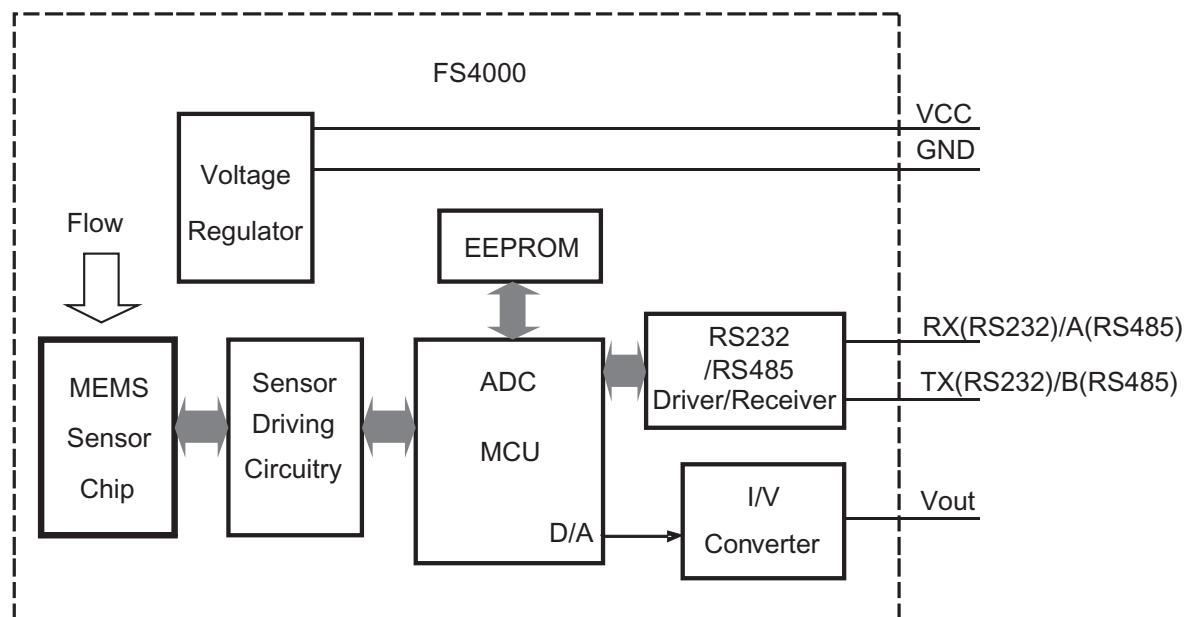 FS4000
VCC
GND
Voltage
Regulator
Flow
EEPROM
MEMS
Sensor
Chip
Sensor
Driving
Circuitry
ADC
MCU
D/A
RS232
/RS485
Driver/Receiver
RX(RS232)/A(RS485)
TX(RS232)/B(RS485)
I/V
Converter
Vout